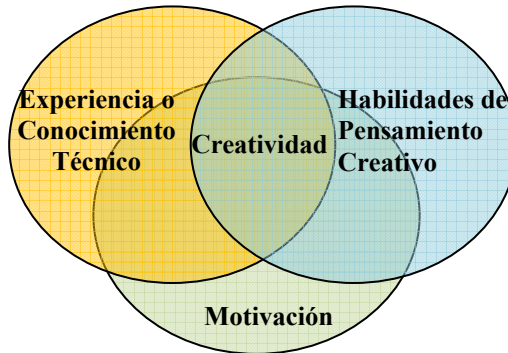 Experiencia o
Conocimiento
Técnico
Creatividad
Habilidades de
Pensamiento
Creativo
Motivación